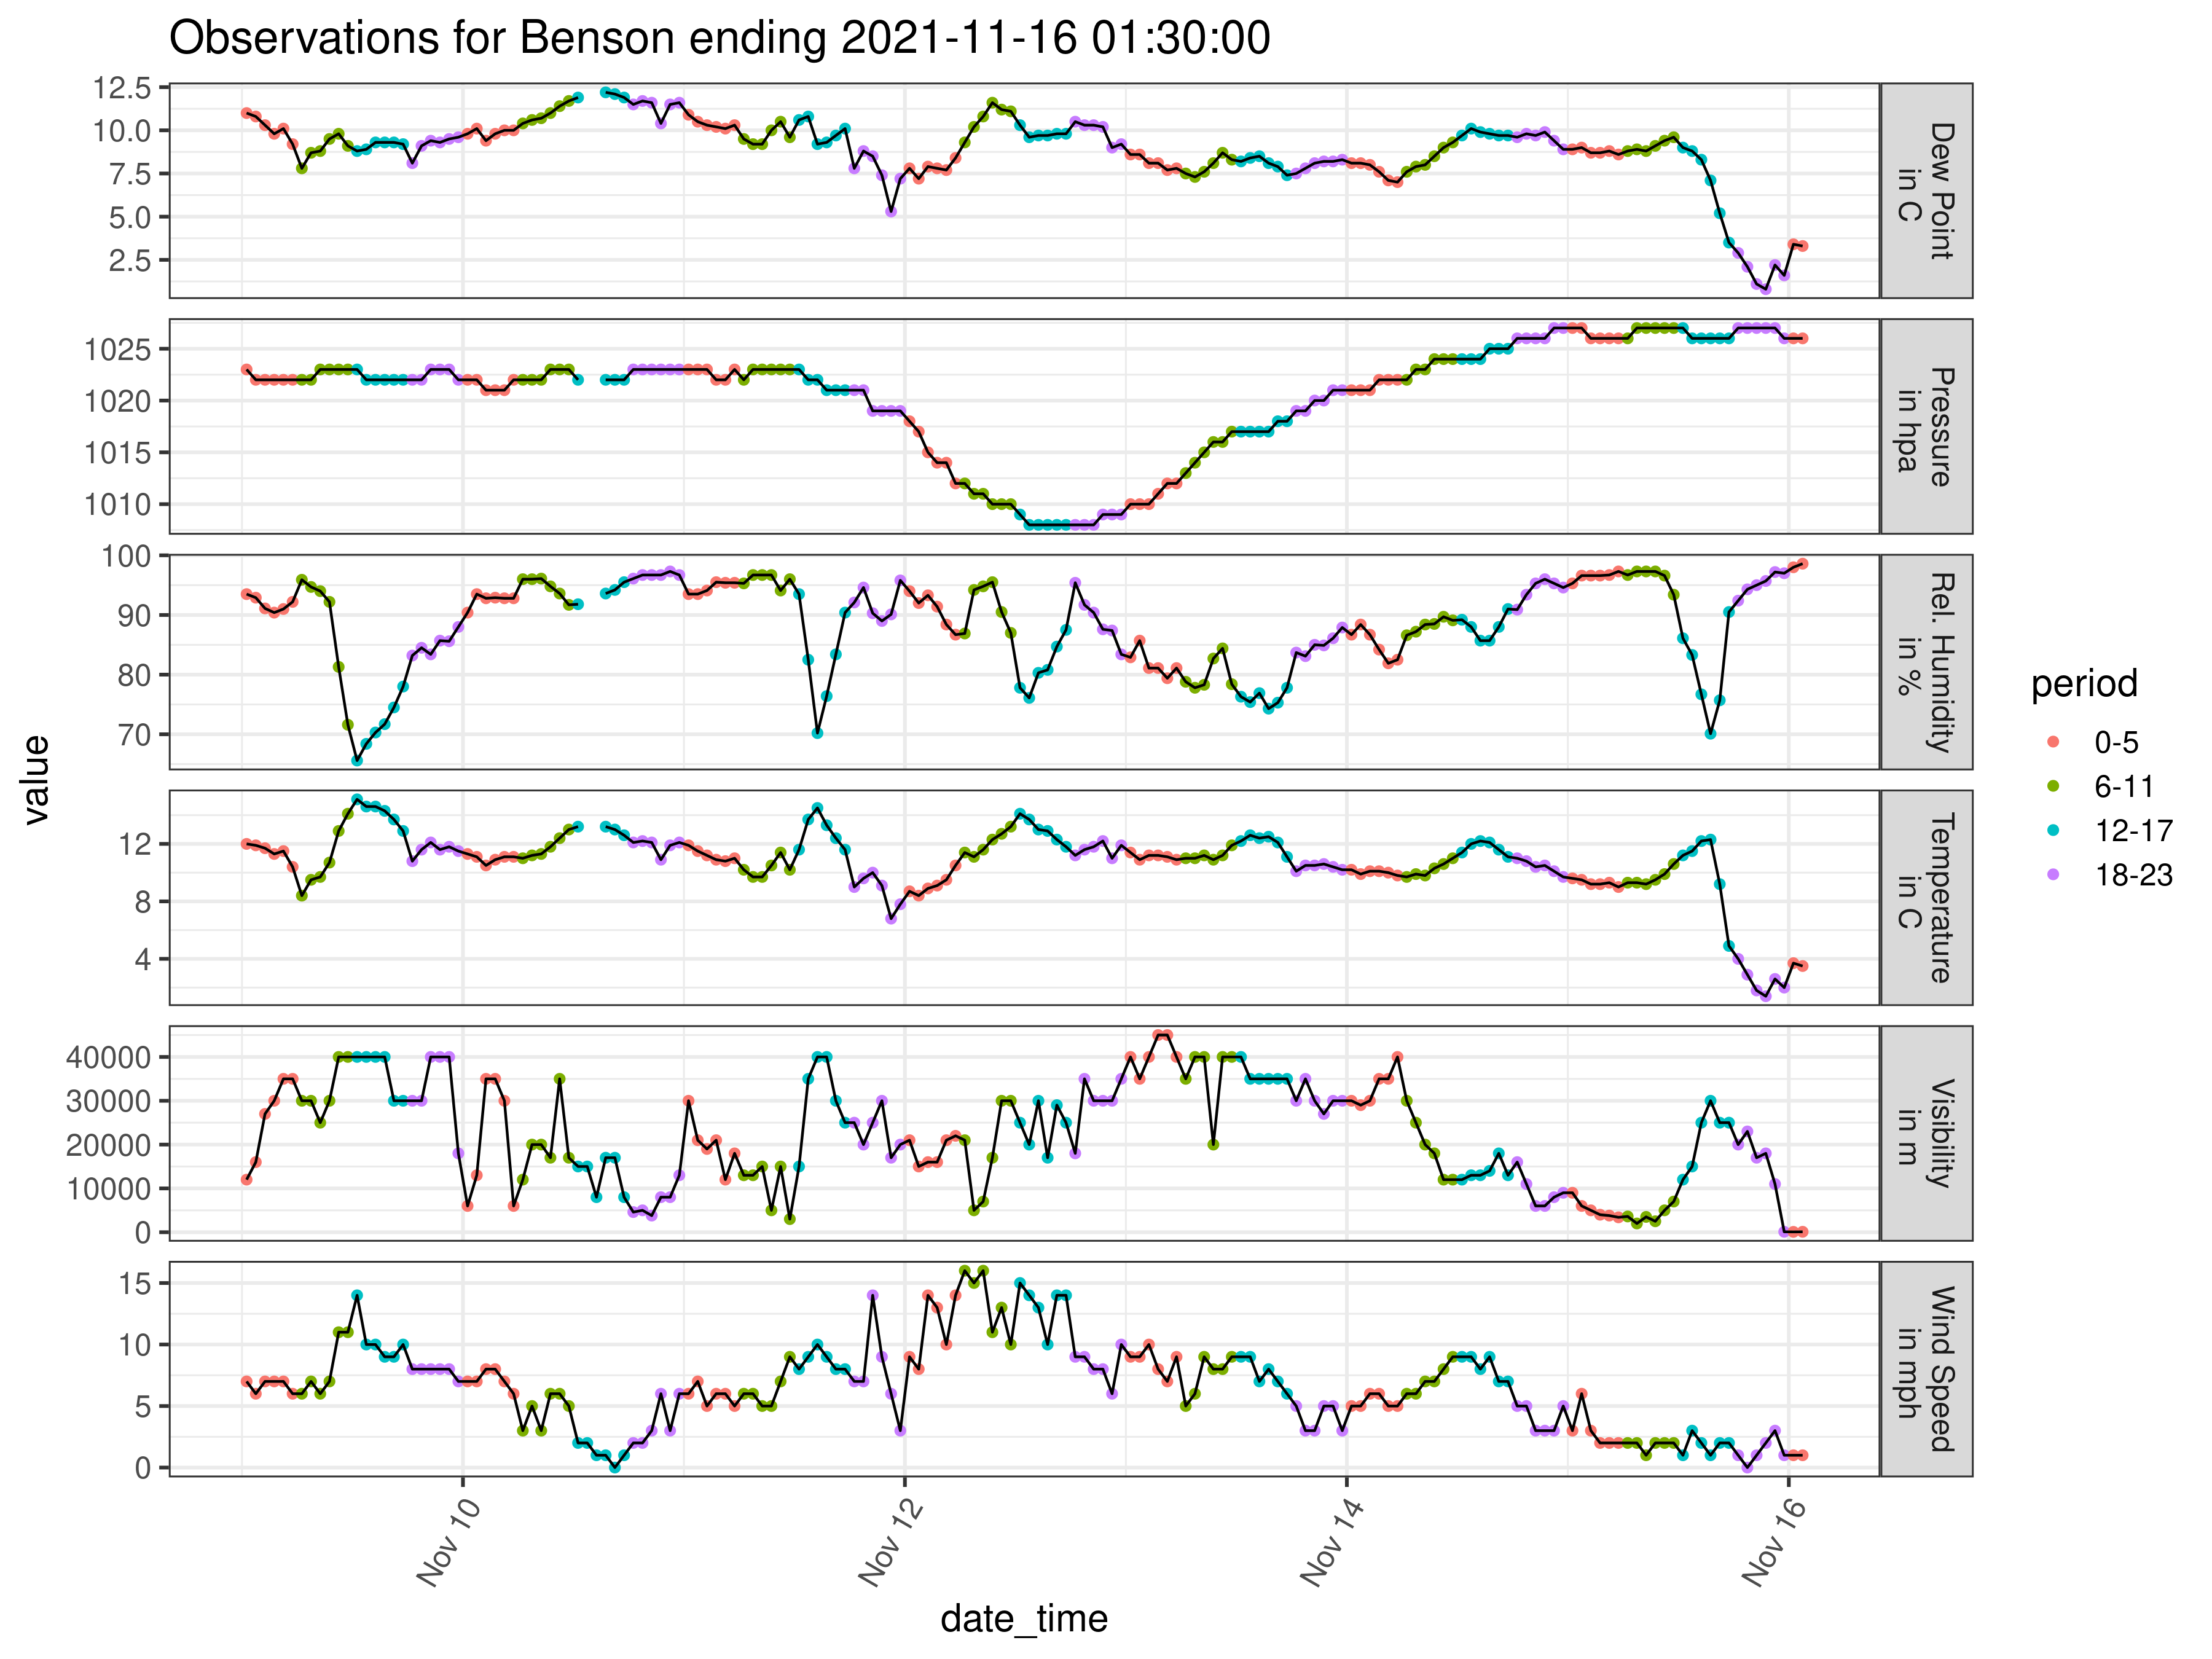 Observations for Benson ending 2021-11-16 01:30:00
12.5
10.0
7.5
5.0
2.5
Dew Point
in C
1025
1020
1015
1010
Pressure
in hpa
100
90
80
70
Rel. Humidity
in %
12
8
4
Temperature
in C
40000
30000
20000
10000
0
Visibility
in m
15
10
5
0
Wind Speed
in mph
value
Nov 10
Nov 12
Nov 14
Nov 16
date_time
period
0-5
6-11
12-17
18-23